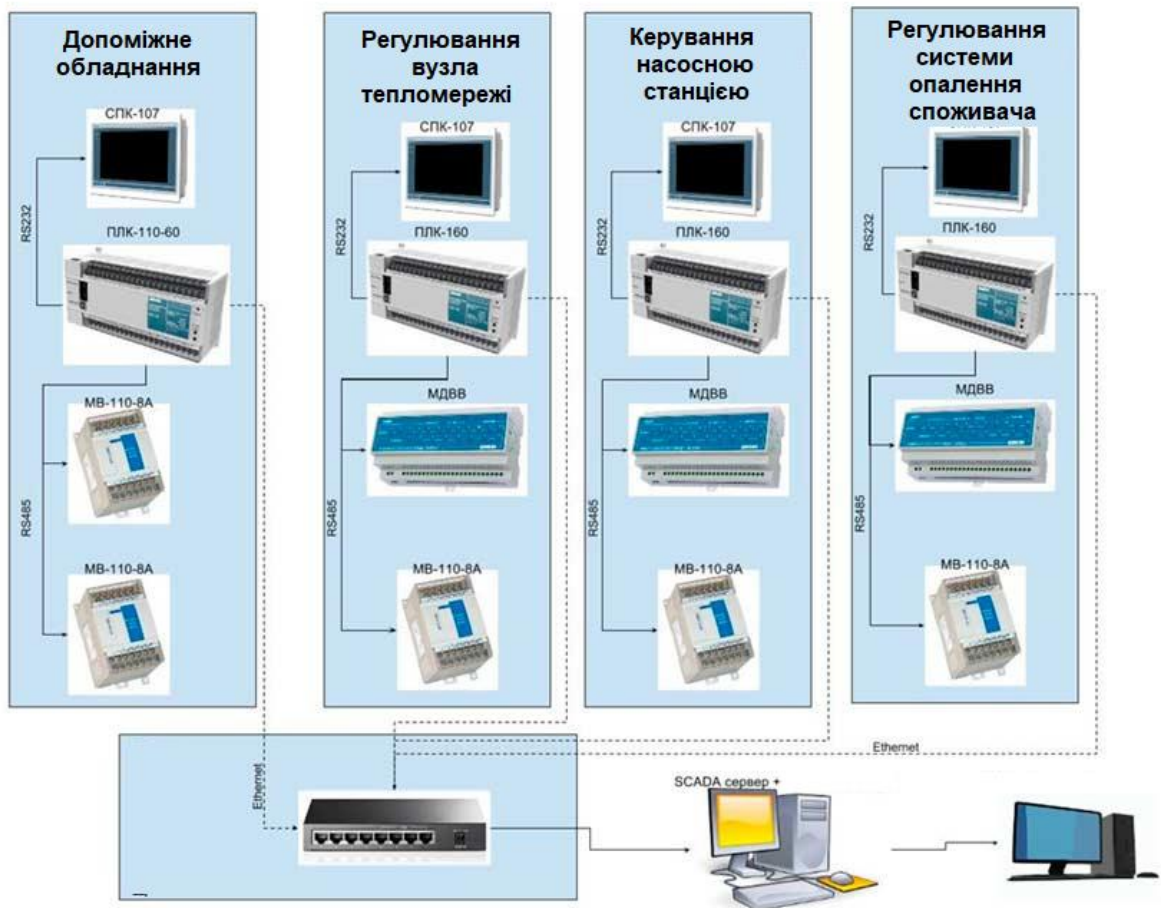 Допоміжне
обладнання
СПК-107
RS232
ПЛК-110-60
МВ-110-8А
RS485
МВ-110-8А
Регулювання
вузла
тепломережі
СПК-107
RS232
ПЛК-160
МДВВ
RS485
МВ-110-8А
Керування
насосною
станцією
СПК-107
RS232
ПЛК-160
МДВВ
RS485
МВ-110-8А
Регулювання
системи
опалення
споживача
RS232
ПЛК-160
МДВВ
RS485
МВ-110-8А
Ethernet
Ethernet
SCADA сервер +